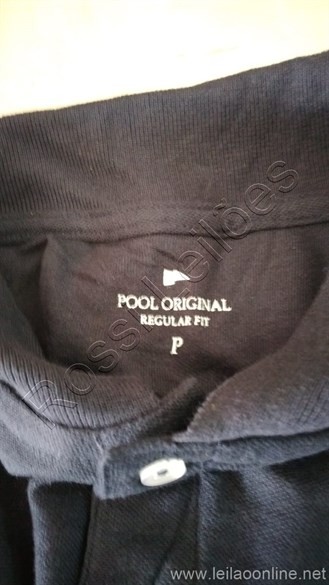 POOL ORIGINAL
REGULAR FIT
P
Rossi Leilões
www.leilaoonline.net